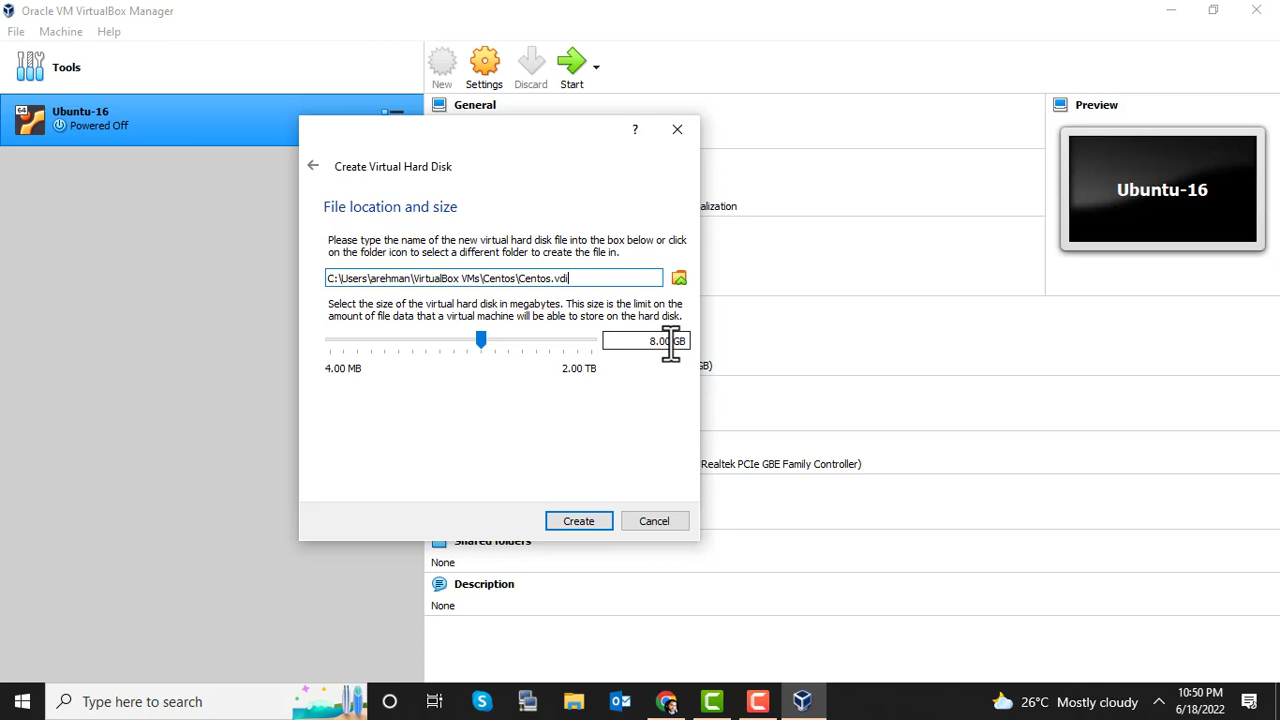 Oracle VM VirtualBox Manager
File Machine Help
Tools
New Settings Discard Start
64
Ubuntu-16
Powered Off
General
Preview
Ubuntu-16
?
Create Virtual Hard Disk
File location and size
Please type the name of the new virtual hard disk file into the box below or click
on the folder icon to select a different folder to create the file in.
C:\Users\arehman\VirtualBox VMs\Centos\Centos.vdi
Select the size of the virtual hard disk in megabytes. This size is the limit on the
amount of file data that a virtual machine will be able to store on the hard disk.
8.00 GB
4.00 MB 2.00 TB
Create Cancel
alization
GB)
Realtek PCIe GBE Family Controller)
Shared folders
None
Description
None
Type here to search
26°C Mostly cloudy
10:50 PM
6/18/2022